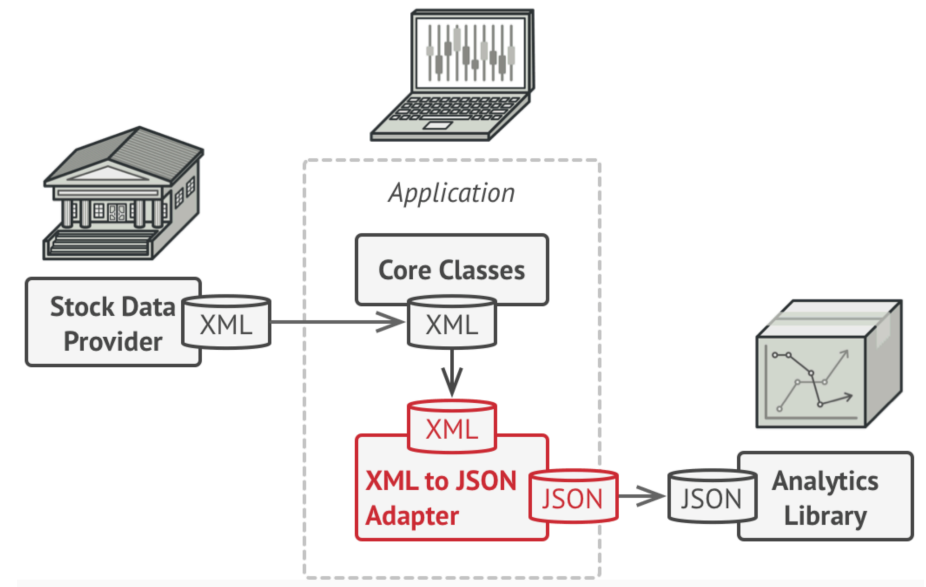 Application
Core Classes
Stock Data
Provider
XML
XML
XML
XML to JSON
Adapter
JSON
JSON
Analytics
Library